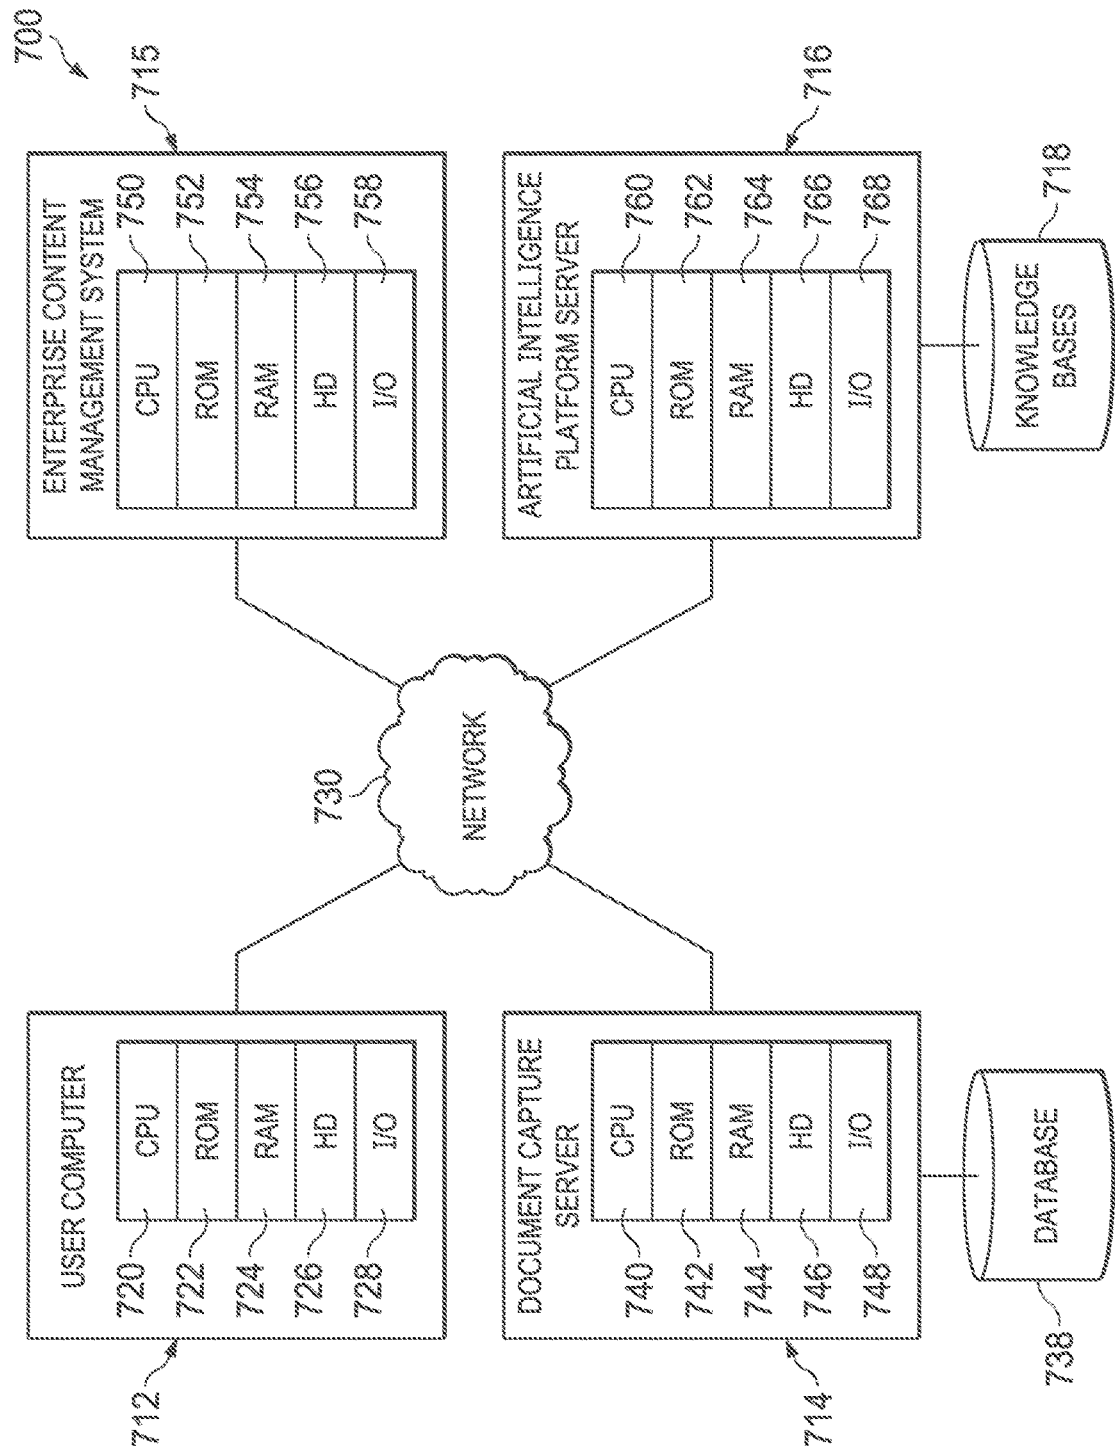 700
712
USER COMPUTER
720
CPU
722
ROM
724
RAM
726
HD
728
I/O
730
NETWORK
715
ENTERPRISE CONTENT
MANAGEMENT SYSTEM
CPU
750
ROM
752
RAM
754
HD
756
I/O
758
714
DOCUMENT CAPTURE
SERVER
740
CPU
742
ROM
744
RAM
746
HD
748
I/O
738
DATABASE
716
ARTIFICIAL INTELLIGENCE
PLATFORM SERVER
CPU
760
ROM
762
RAM
764
HD
766
I/O
768
718
KNOWLEDGE
BASES